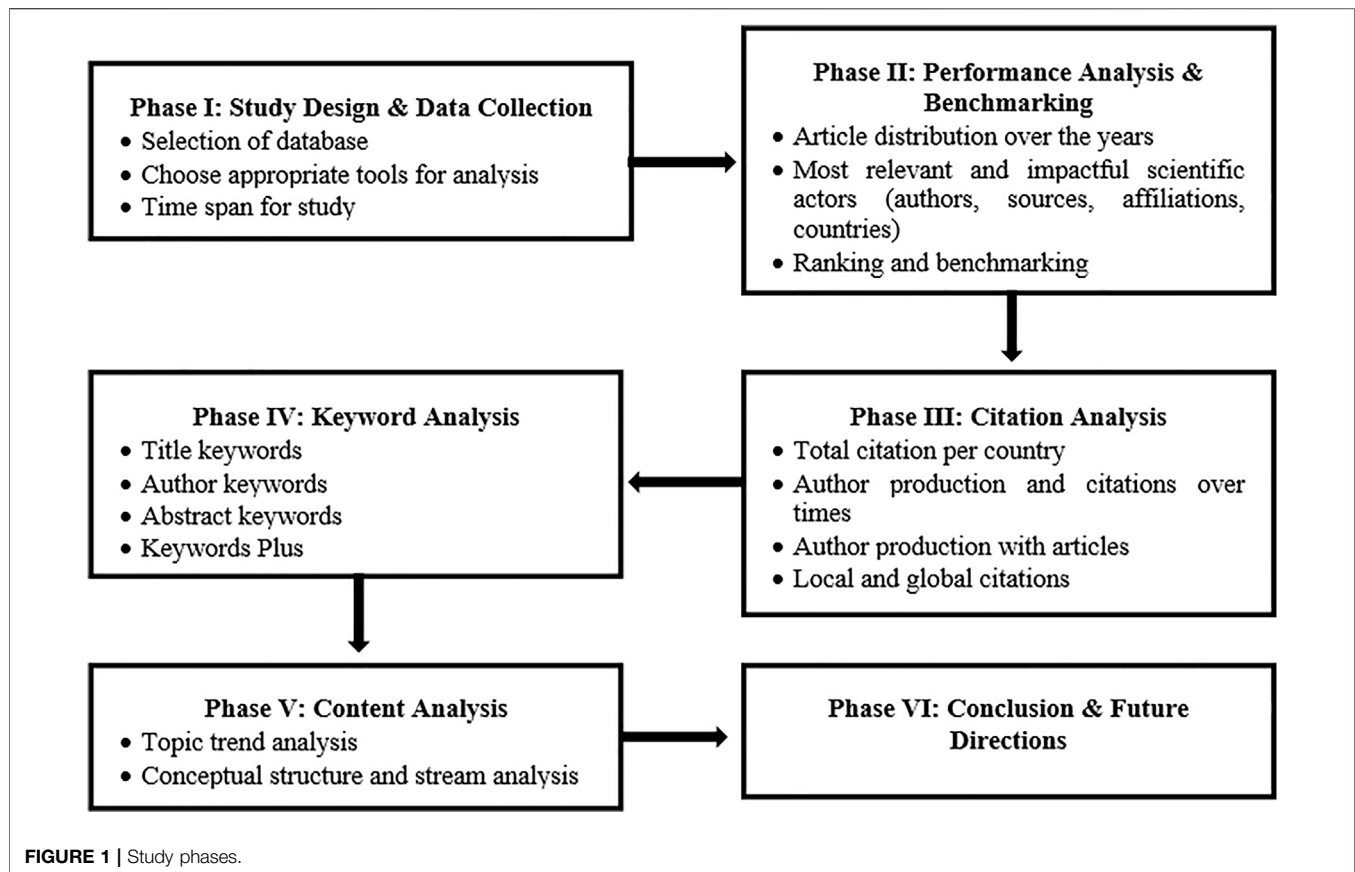 Phase I: Study Design & Data Collection
• Selection of database
• Choose appropriate tools for analysis
• Time span for study
Phase II: Performance Analysis &
Benchmarking
• Article distribution over the years
• Most relevant and impactful scientific
actors (authors, sources, affiliations,
countries)
• Ranking and benchmarking
Phase III: Citation Analysis
• Total citation per country
• Author production and citations over
times
• Author production with articles
• Local and global citations
Phase IV: Keyword Analysis
• Title keywords
• Author keywords
• Abstract keywords
• Keywords Plus
Phase V: Content Analysis
• Topic trend analysis
• Conceptual structure and stream analysis
Phase VI: Conclusion & Future
Directions
FIGURE 1 | Study phases.